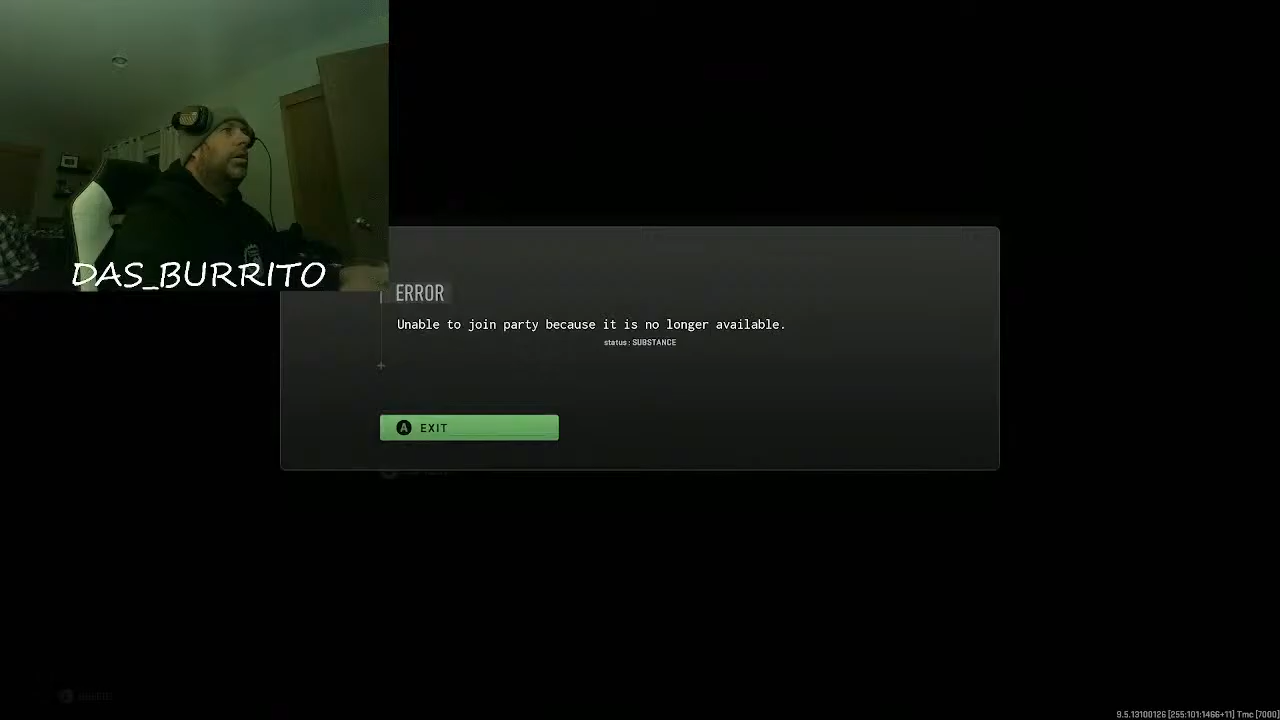 DAS_BURRITO
ERROR
Unable to join party because it is no longer available.
status: SUBSTANCE
A EXIT
9.5.13100126 [255:101:1466+11] Tmc [7000]